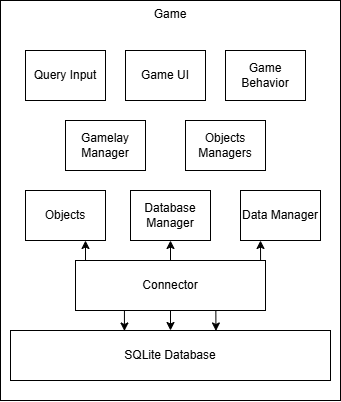 Game
Query Input
Game UI
Game
Behavior
Gamelay
Manager
Objects
Managers
Objects
Database
Manager
Data Manager
Connector
SQLite Database